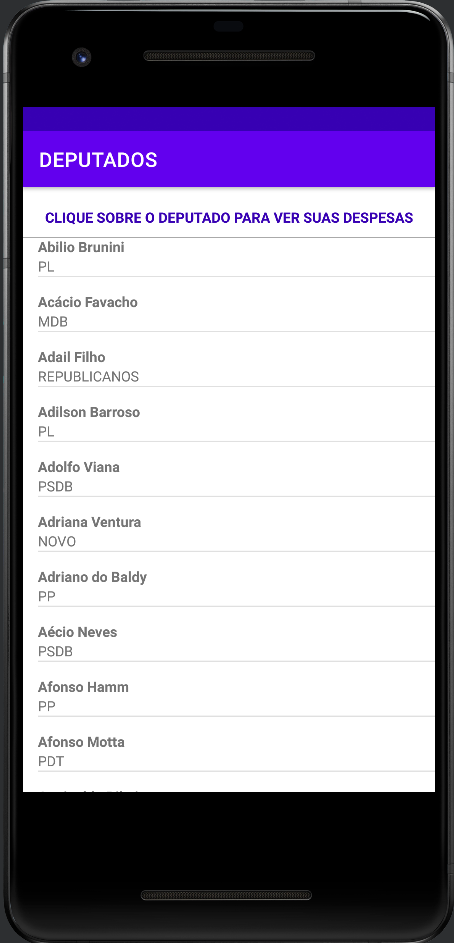 DEPUTADOS
CLIQUE SOBRE O DEPUTADO PARA VER SUAS DESPESAS
Abilio Brunini
PL
Acácio Favacho
MDB
Adail Filho
REPUBLICANOS
Adilson Barroso
PL
Adolfo Viana
PSDB
Adriana Ventura
NOVO
Adriano do Baldy
PP
Aécio Neves
PSDB
Afonso Hamm
PP
Afonso Motta
PDT